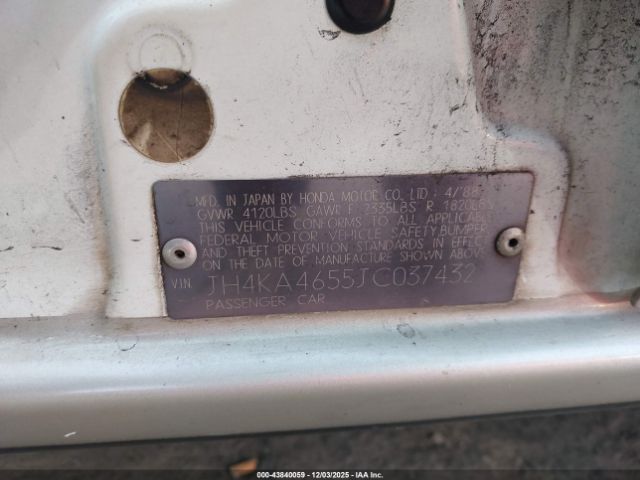 MFD. IN JAPAN BY HONDA MOTOR CO., LTD. 4/'88
GVWR 4120LBS GAWR F 2335LBS R 1820LBS
THIS VEHICLE CONFORMS TO ALL APPLICABLE
FEDERAL MOTOR VEHICLE SAFETY,BUMPER
AND THEFT PREVENTION STANDARDS IN EFFECT
ON THE DATE OF MANUFACTURE SHOWN ABOVE
VIN JH4KA4655JC037432
PASSENGER CAR
000-43840059 - 12/03/2025 - IAAI.COM